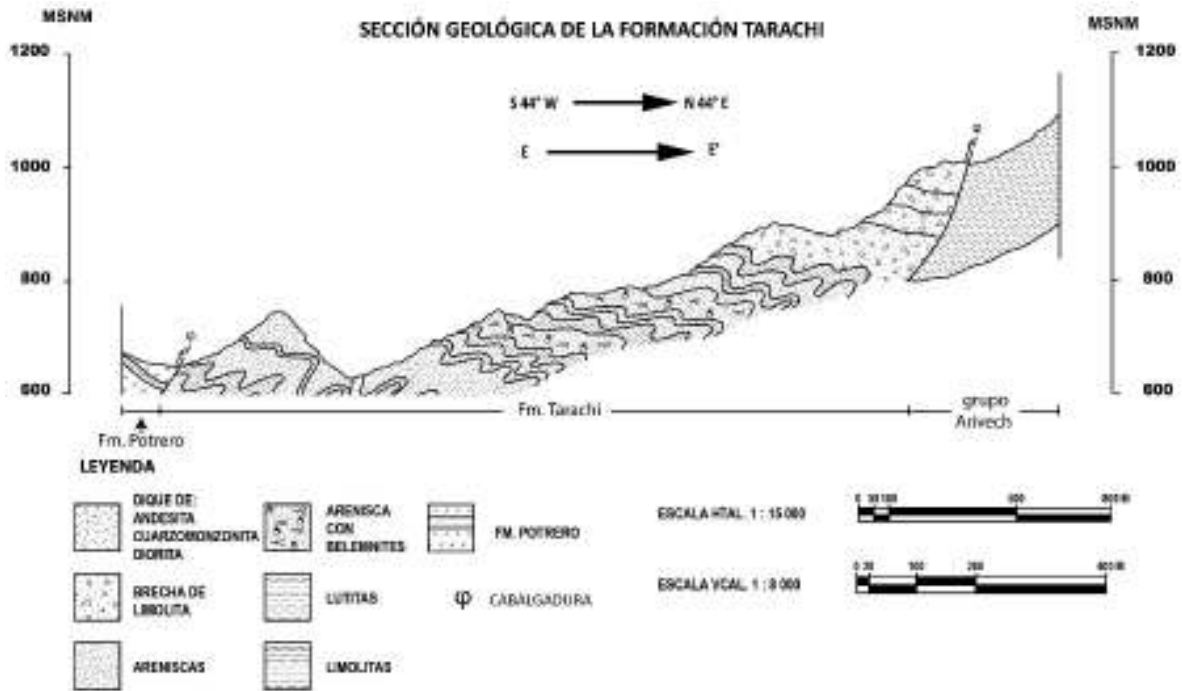 MSNM
MSNM
SECCIÓN GEOLÓGICA DE LA FORMACIÓN TARACHI
1200
1200
S 44° W
N 44° E
E
E'
1000
1000
800
800
600
600
Fm. Tarachi
grupo
Arivech
Fm. Potrero
LEYENDA
DIQUE DE:
ANDESITA
CUARZOMONZONITA
DIORITA
ARENISCA
CON
BELEMNITES
FM. POTRERO
BRECHA DE
LIMOLITA
LUTITAS
φ CABALGADURA
ARENISCAS
LIMOLITAS
ESCALA HTAL. 1 : 15 000
ESCALA VCAL. 1 : 8 000